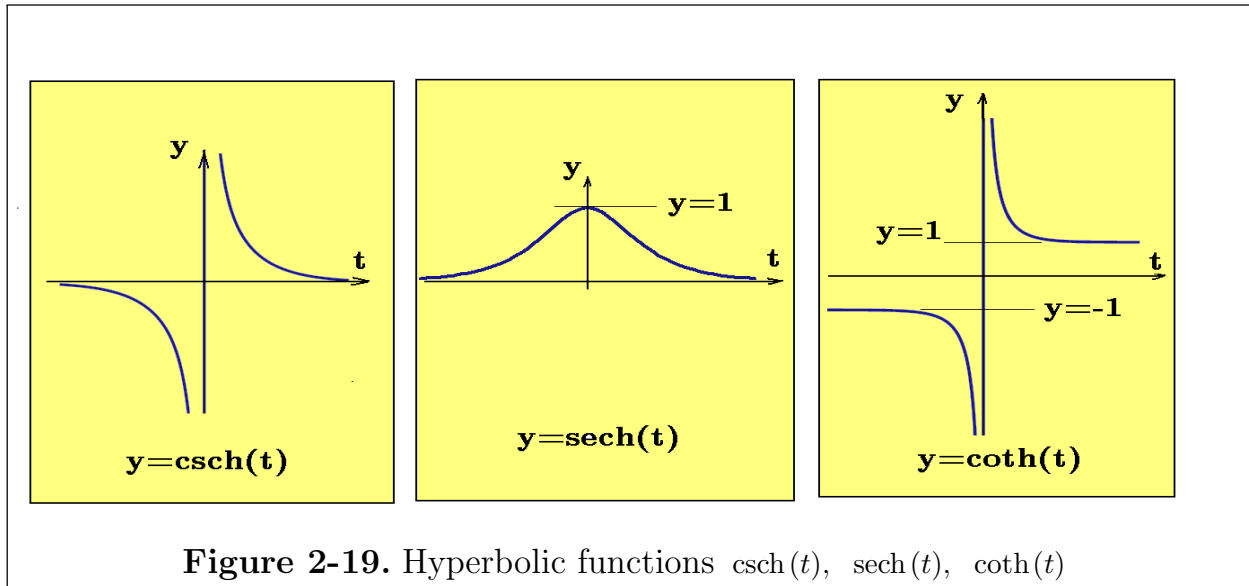 y
t
y=csch(t)
y
y=1
t
y=sech(t)
y
y=1
t
y=-1
y=coth(t)
Figure 2-19. Hyperbolic functions csch(t), sech(t), coth(t)